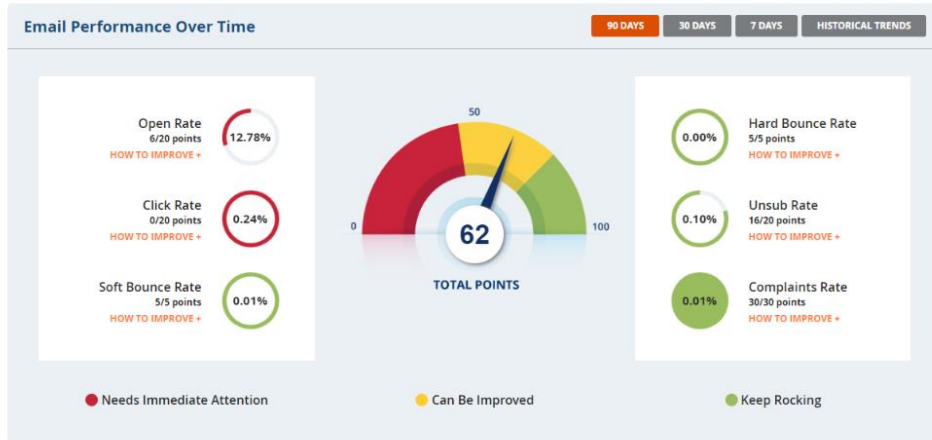 Email Performance Over Time
90 DAYS
30 DAYS
7 DAYS
HISTORICAL TRENDS
Open Rate
6/20 points
HOW TO IMPROVE +
12.78%
Click Rate
0/20 points
HOW TO IMPROVE +
0.24%
Soft Bounce Rate
5/5 points
HOW TO IMPROVE +
0.01%
50
0
100
62
TOTAL POINTS
0.00%
Hard Bounce Rate
5/5 points
HOW TO IMPROVE +
0.10%
Unsub Rate
16/20 points
HOW TO IMPROVE +
0.01%
Complaints Rate
30/30 points
HOW TO IMPROVE +
Needs Immediate Attention
Can Be Improved
Keep Rocking